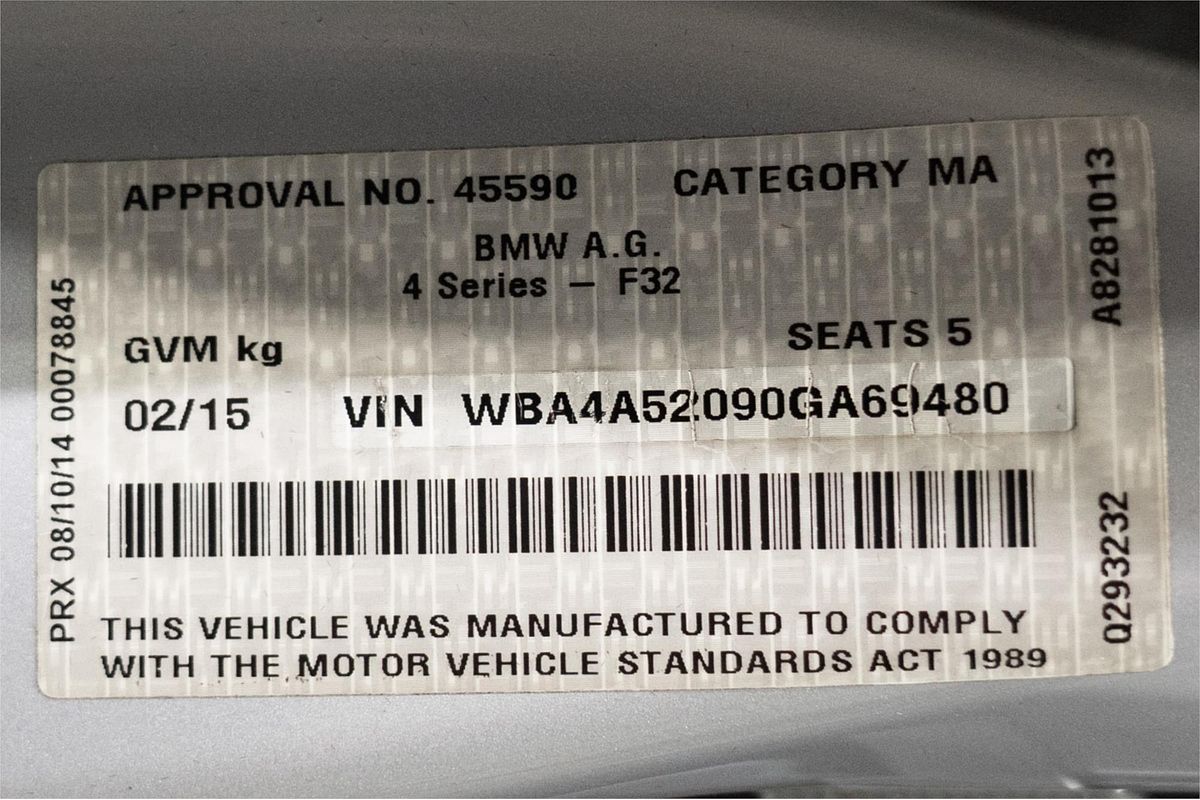 APPROVAL NO. 45590 CATEGORY MA
BMW A.G.
4 Series – F32
GVM kg SEATS 5
02/15 VIN WBA4A52090GA69480
THIS VEHICLE WAS MANUFACTURED TO COMPLY
WITH THE MOTOR VEHICLE STANDARDS ACT 1989
PRX 08/10/14 00078845
A8281013
Q293232